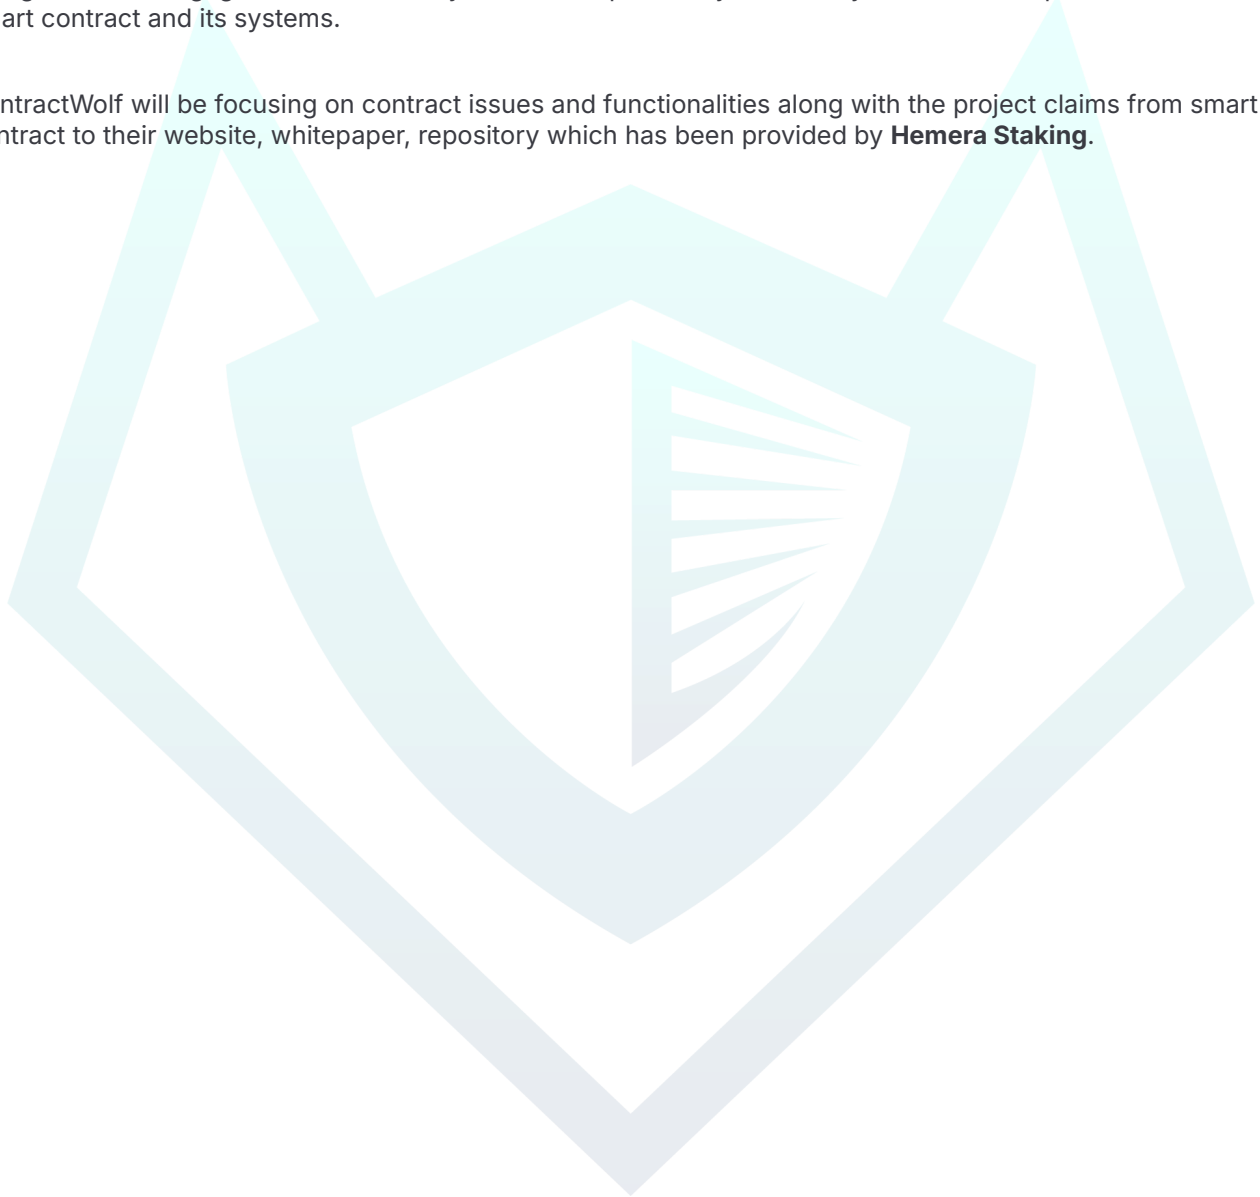 art contract and its systems.
ntractWolf will be focusing on contract issues and functionalities along with the project claims from smart
ntract to their website, whitepaper, repository which has been provided by Hemera Staking.